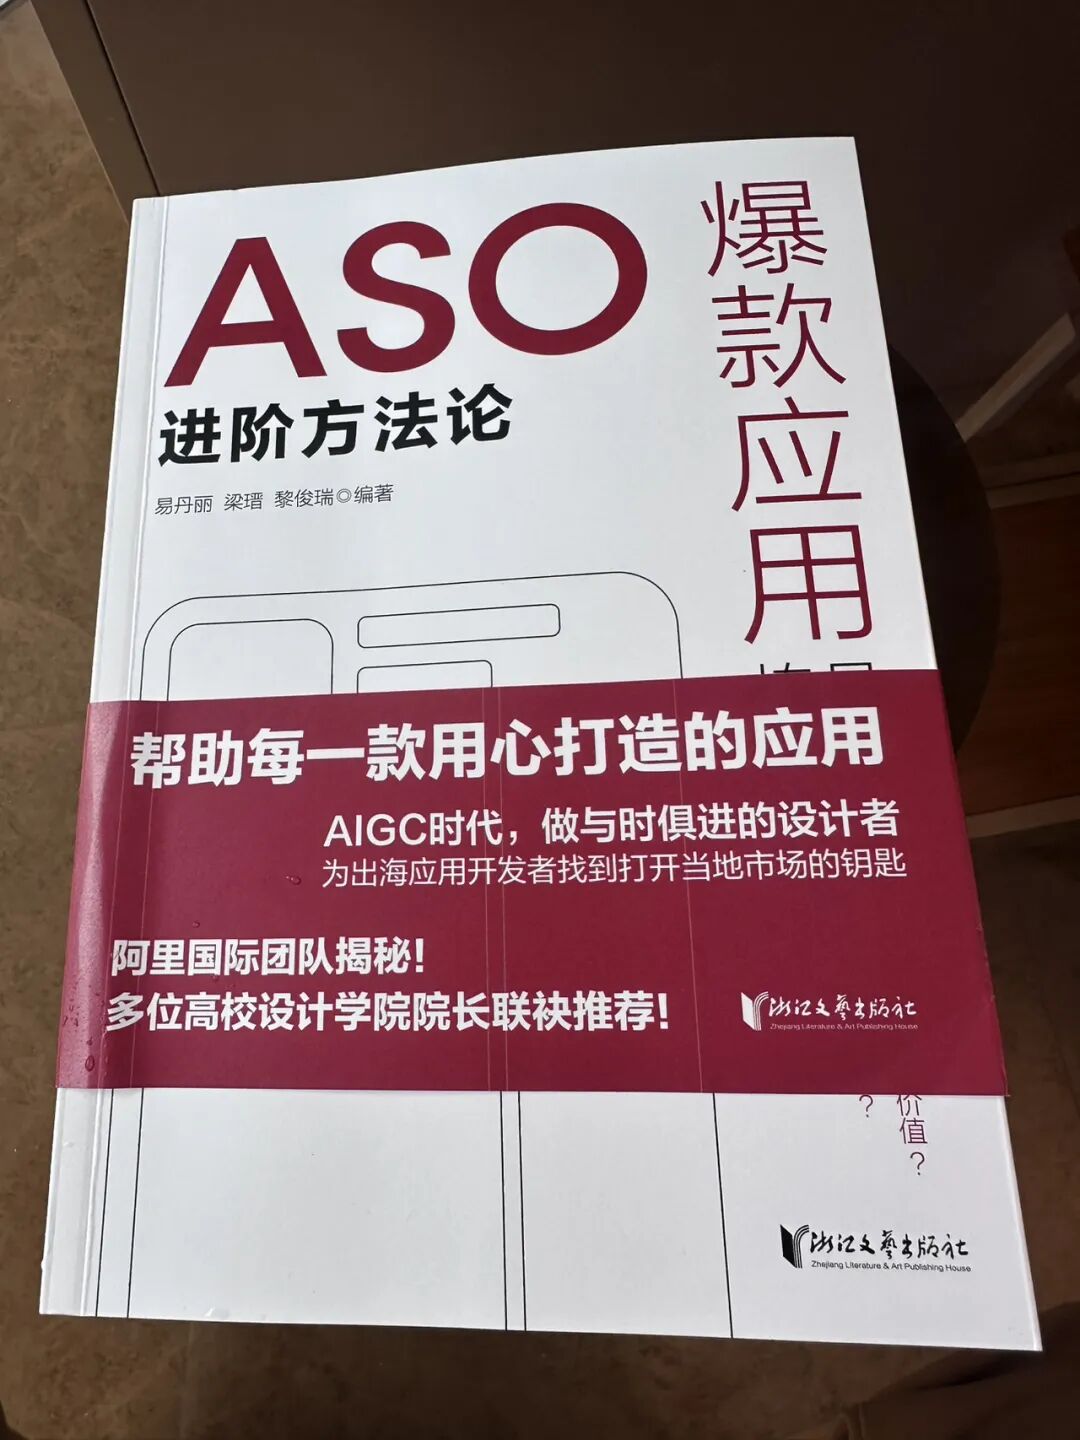 ASO
进阶方法论
易丹丽 梁瑨 黎俊瑞◎编著
爆款应用
帮助每一款用心打造的应用
AIGC时代，做与时俱进的设计者
为出海应用开发者找到打开当地市场的钥匙
阿里国际团队揭秘！
多位高校设计学院院长联袂推荐！
浙江文艺出版社
Zhejiang Literature & Art Publishing House
价值？
？
浙江文艺出版社
Zhejiang Literature & Art Publishing House